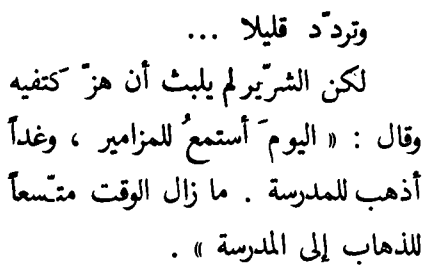 وتردّد قليلا ...
لكن الشرّير لم يلبث أن هزّ كتفيه
وقال : « اليومَ أستمعُ للمزامير ، وغداً
أذهب للمدرسة . ما زال الوقت متّسعاً
للذهاب إلى المدرسة » .